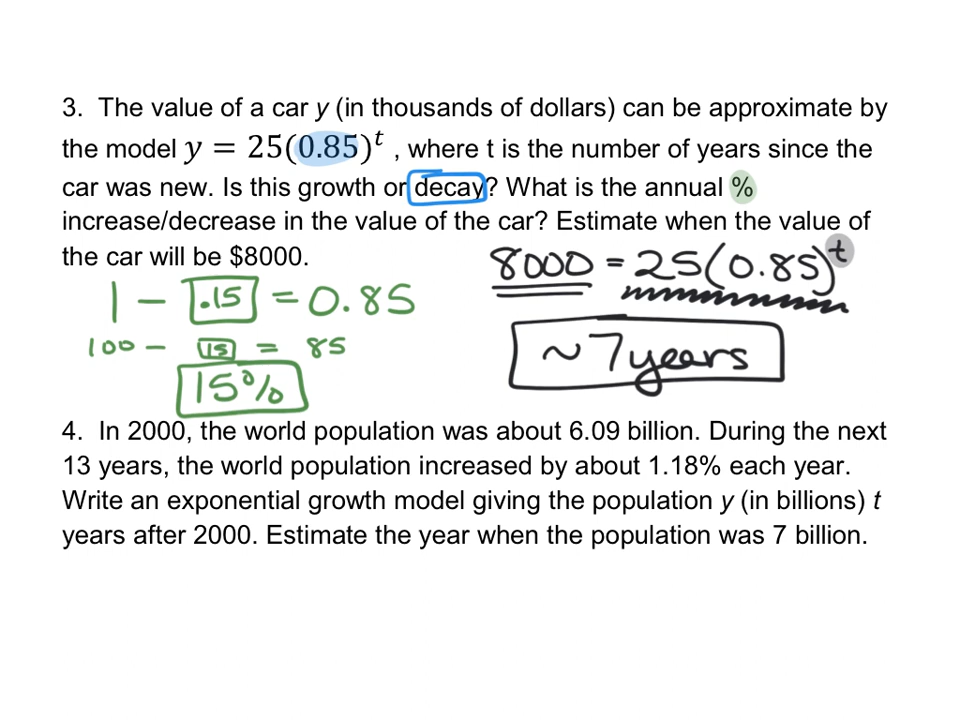 3. The value of a car y (in thousands of dollars) can be approximate by
the model y = 25(0.85)^t , where t is the number of years since the
car was new. Is this growth or decay? What is the annual %
increase/decrease in the value of the car? Estimate when the value of
the car will be $8000.
8000 = 25(0.85)^t
1 - .15 = 0.85
100 - 15 = 85
15%
~7years
4. In 2000, the world population was about 6.09 billion. During the next
13 years, the world population increased by about 1.18% each year.
Write an exponential growth model giving the population y (in billions) t
years after 2000. Estimate the year when the population was 7 billion.